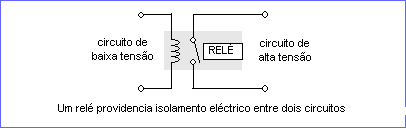 circuito de
baixa tensão
RELÉ
circuito de
alta tensão
Um relé providencia isolamento eléctrico entre dois circuitos